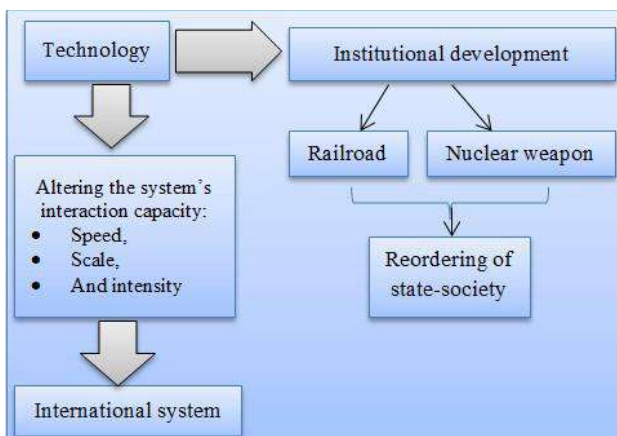 Technology
Institutional development
Railroad
Nuclear weapon
Altering the system's
interaction capacity:
• Speed,
• Scale,
• And intensity
Reordering of
state-society
International system